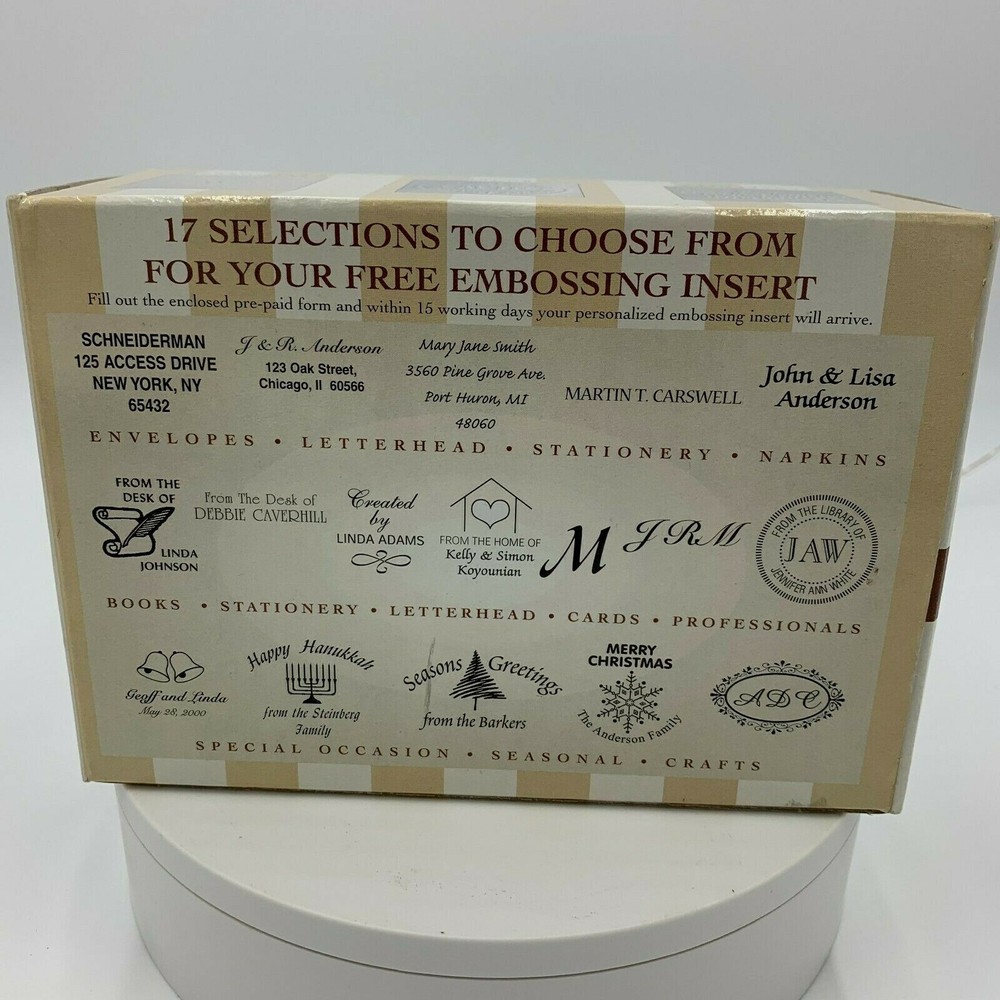 17 SELECTIONS TO CHOOSE FROM
FOR YOUR FREE EMBOSSING INSERT
Fill out the enclosed pre-paid form and within 15 working days your personalized embossing insert will arrive.
SCHNEIDERMAN
125 ACCESS DRIVE
NEW YORK, NY
65432
J & R. Anderson
123 Oak Street,
Chicago, Il 60566
Mary Jane Smith
3560 Pine Grove Ave.
Port Huron, MI
48060
MARTIN T. CARSWELL
John & Lisa
Anderson
ENVELOPES • LETTERHEAD • STATIONERY • NAPKINS
FROM THE
DESK OF
LINDA
JOHNSON
From The Desk of
DEBBIE CAVERHILL
Created
by
LINDA ADAMS
FROM THE HOME OF
Kelly & Simon
Koyounian
M
JRM
FROM THE LIBRARY OF
JAW
JENNIFER ANN WHITE
BOOKS • STATIONERY • LETTERHEAD • CARDS • PROFESSIONALS
Geoff and Linda
May 28, 2000
Happy Hanukkah
from the Steinberg
Family
Seasons Greetings
from the Barkers
MERRY
CHRISTMAS
The Anderson Family
ADC
SPECIAL OCCASION • SEASONAL • CRAFTS